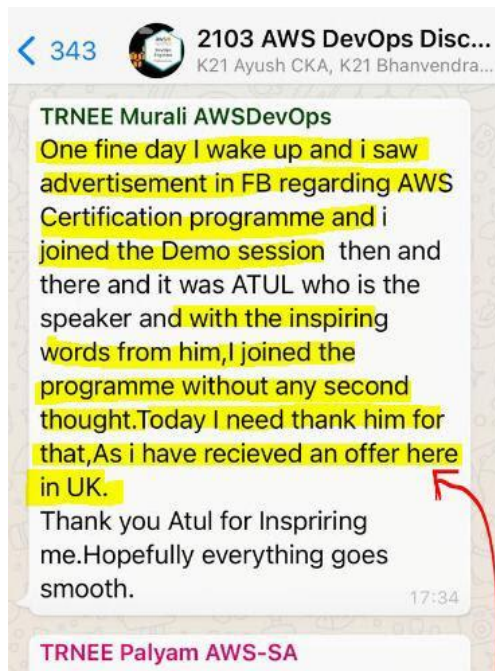 343
2103 AWS DevOps Disc...
K21 Ayush CKA, K21 Bhanvendra...
TRNEE Murali AWSDevOps
One fine day I wake up and i saw
advertisement in FB regarding AWS
Certification programme and i
joined the Demo session then and
there and it was ATUL who is the
speaker and with the inspiring
words from him,I joined the
programme without any second
thought.Today I need thank him for
that,As i have recieved an offer here
in UK.
Thank you Atul for Inspriring
me.Hopefully everything goes
smooth.
17:34
TRNEE Palyam AWS-SA